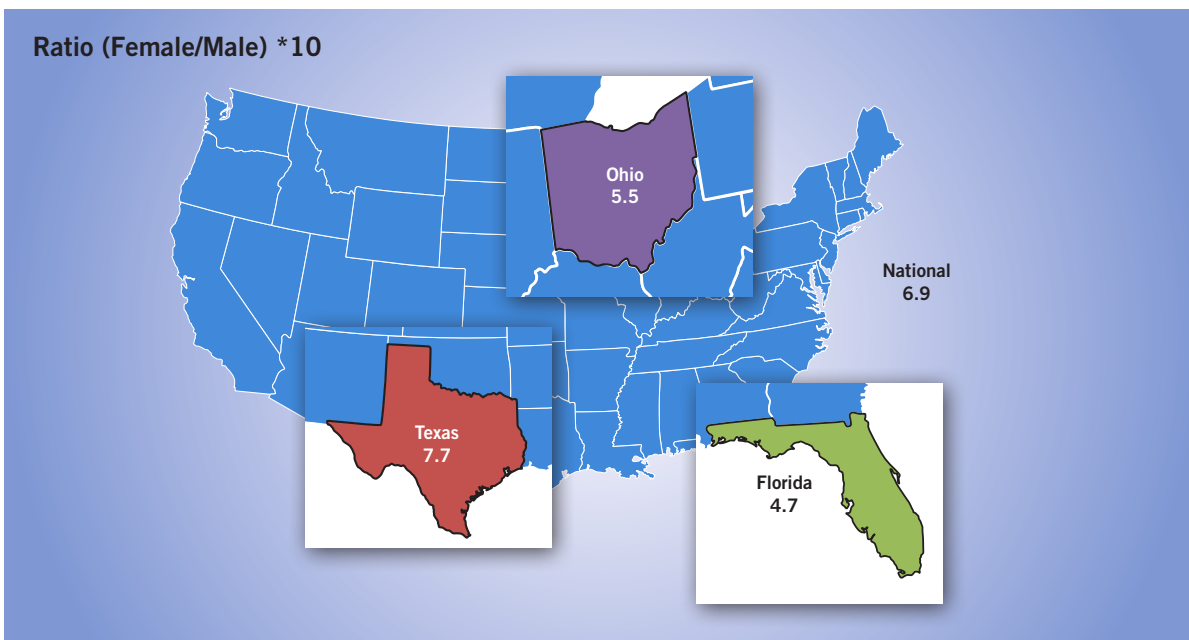 Ratio (Female/Male) *10
Ohio
5.5
National
6.9
Texas
7.7
Florida
4.7